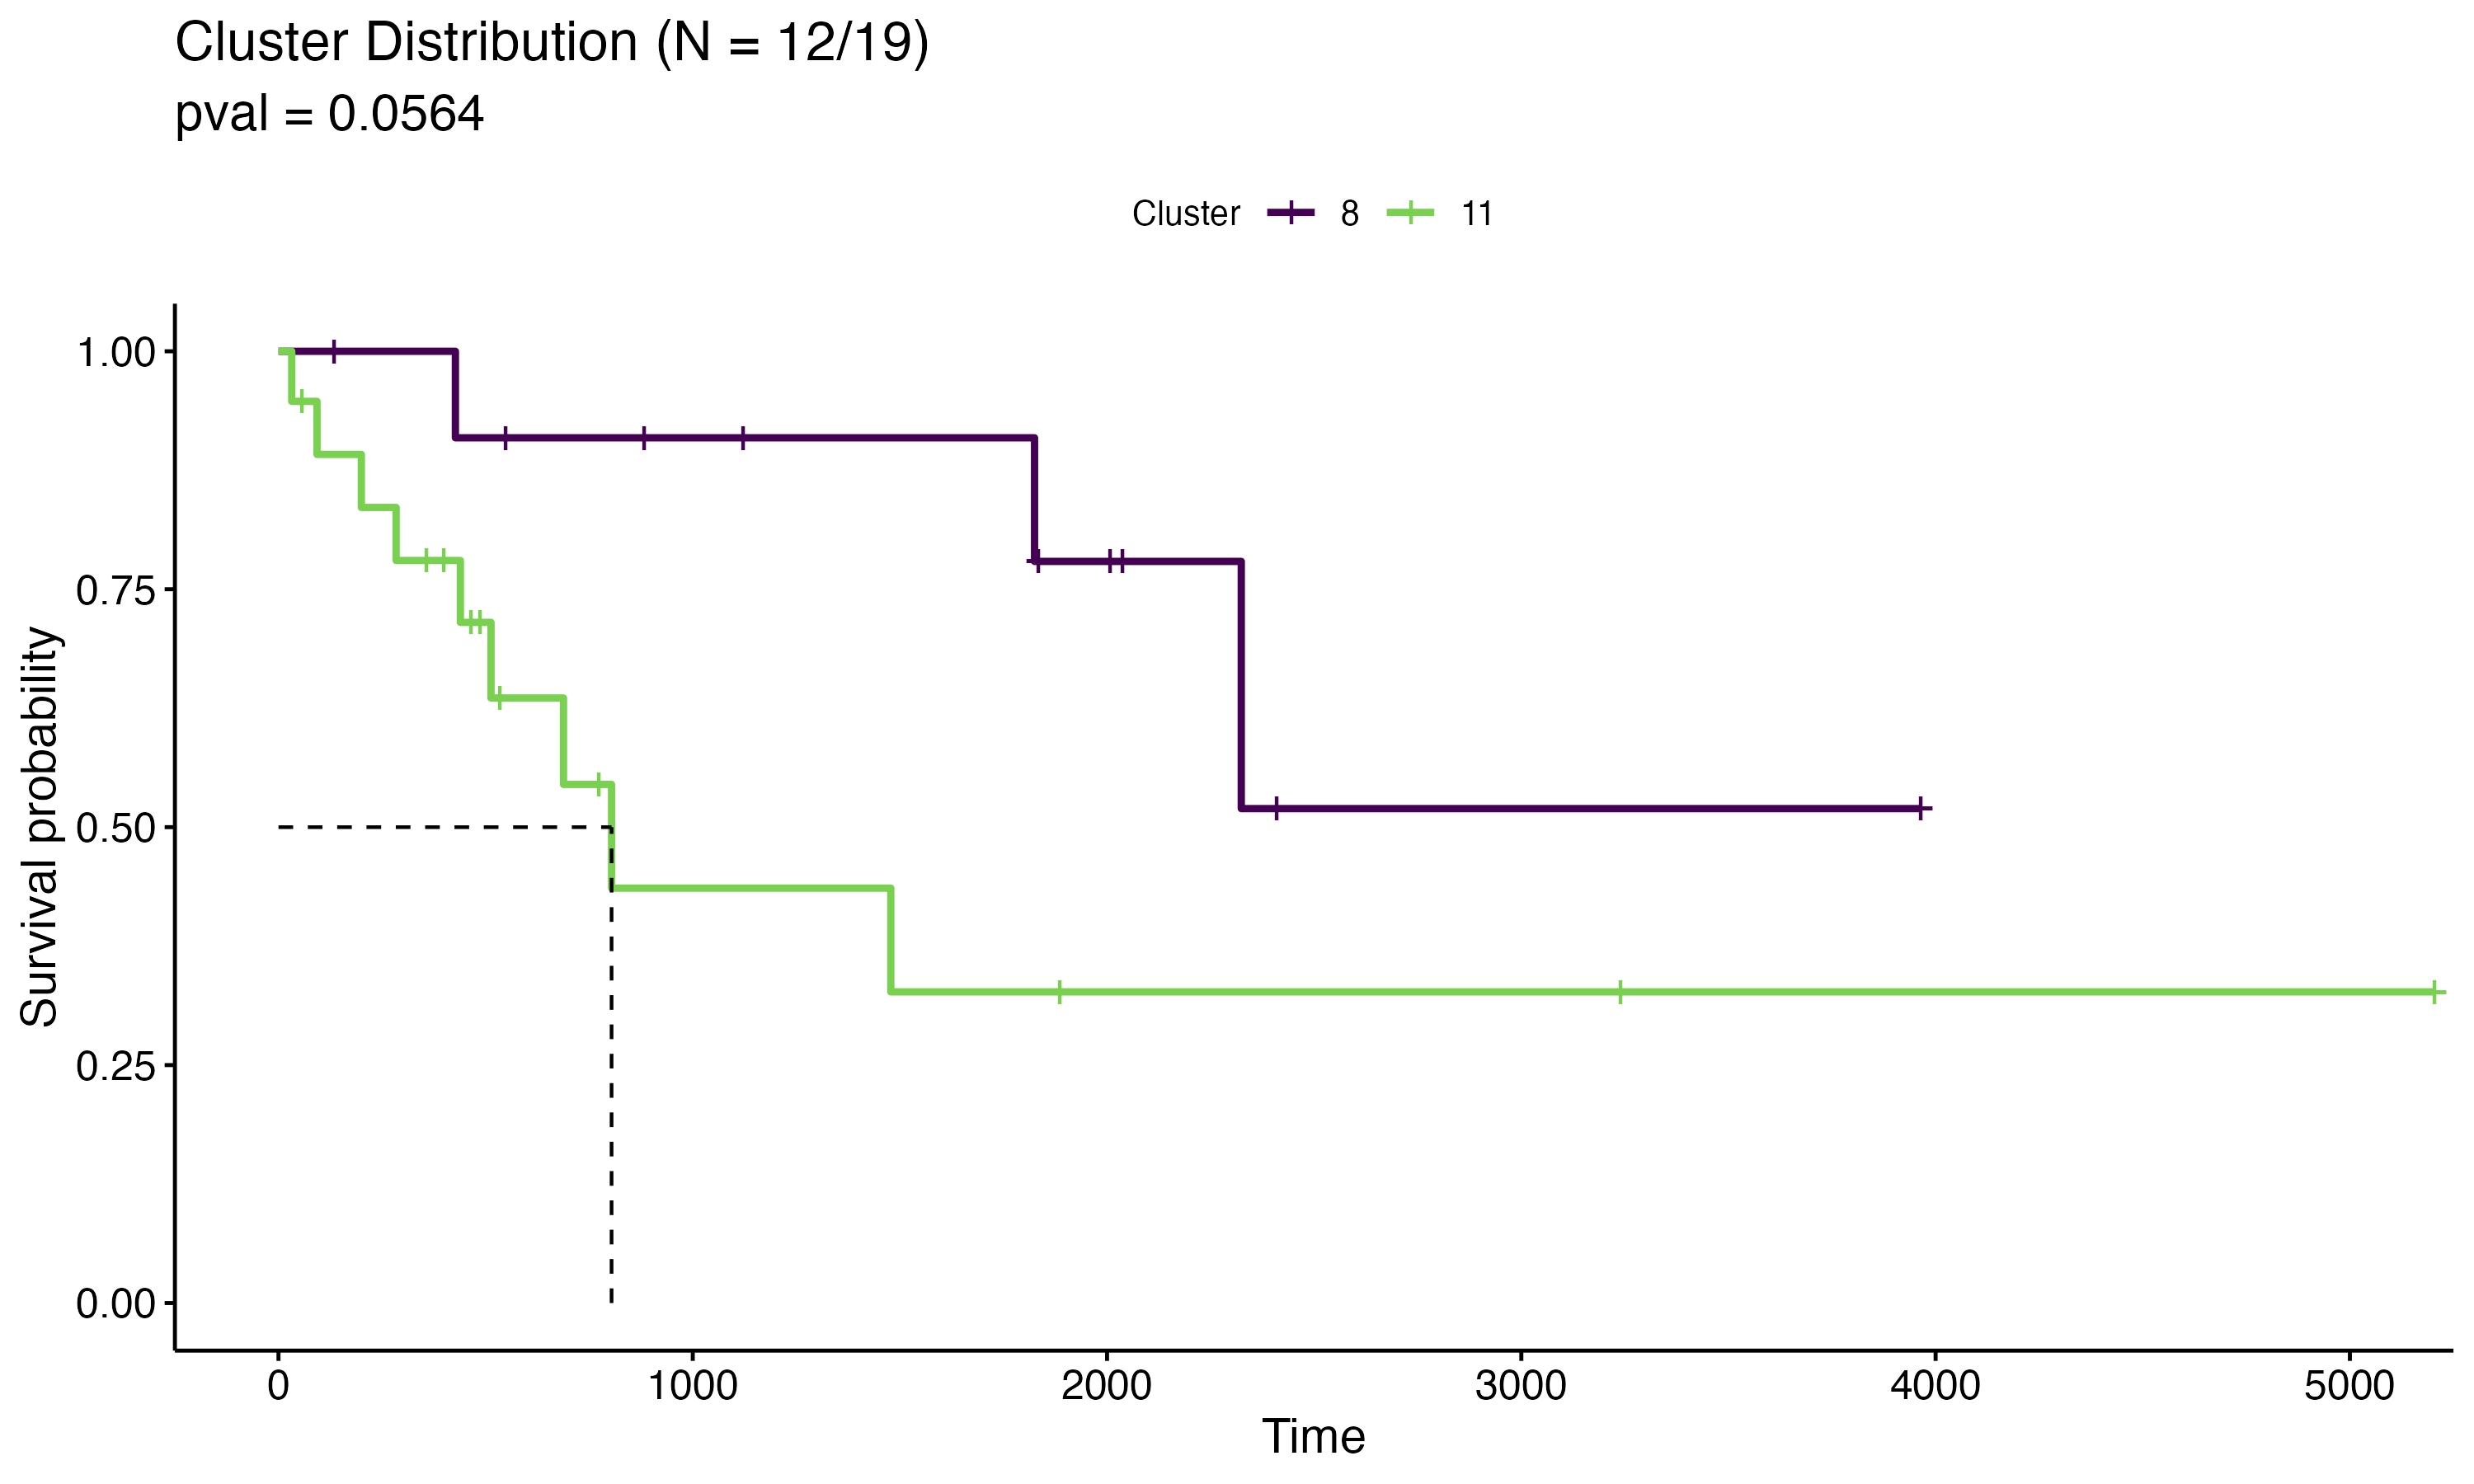 Cluster Distribution (N = 12/19)
pval = 0.0564
Cluster 8 11
1.00
0.75
0.50
0.25
0.00
Survival probability
0 1000 2000 3000 4000 5000
Time